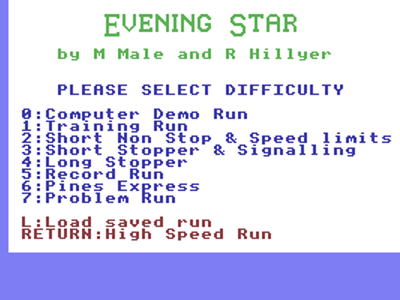 EVENING STAR
by M Male and R Hillyer
PLEASE SELECT DIFFICULTY
0:Computer Demo Run
1:Training Run
2:Short Non Stop & Speed limits
3:Short Stopper & Signalling
4:Long Stopper
5:Record Run
6:Pines Express
7:Problem Run
L:Load saved run
RETURN:High Speed Run